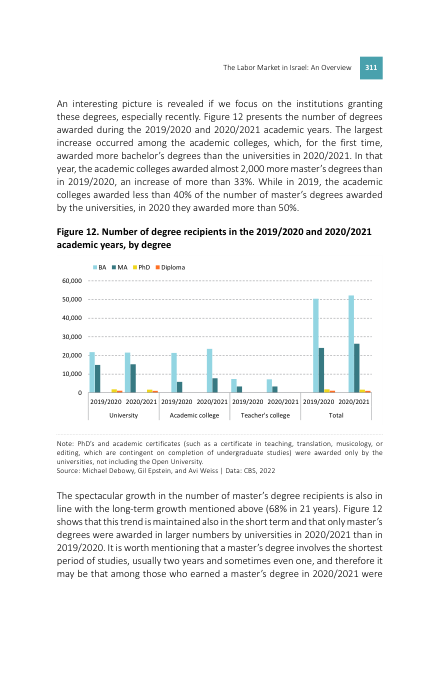 The Labor Market in Israel: An Overview 311
An interesting picture is revealed if we focus on the institutions granting
these degrees, especially recently. Figure 12 presents the number of degrees
awarded during the 2019/2020 and 2020/2021 academic years. The largest
increase occurred among the academic colleges, which, for the first time,
awarded more bachelor's degrees than the universities in 2020/2021. In that
year, the academic colleges awarded almost 2,000 more master's degrees than
in 2019/2020, an increase of more than 33%. While in 2019, the academic
colleges awarded less than 40% of the number of master's degrees awarded
by the universities, in 2020 they awarded more than 50%.
Figure 12. Number of degree recipients in the 2019/2020 and 2020/2021
academic years, by degree
BA MA PhD Diploma
60,000
50,000
40,000
30,000
20,000
10,000
0
2019/2020 2020/2021 2019/2020 2020/2021 2019/2020 2020/2021 2019/2020 2020/2021
University Academic college Teacher's college Total
Note: PhD's and academic certificates (such as a certificate in teaching, translation, musicology, or
editing, which are contingent on completion of undergraduate studies) were awarded only by the
universities, not including the Open University.
Source: Michael Debowy, Gil Epstein, and Avi Weiss | Data: CBS, 2022
The spectacular growth in the number of master's degree recipients is also in
line with the long-term growth mentioned above (68% in 21 years). Figure 12
shows that this trend is maintained also in the short term and that only master's
degrees were awarded in larger numbers by universities in 2020/2021 than in
2019/2020. It is worth mentioning that a master's degree involves the shortest
period of studies, usually two years and sometimes even one, and therefore it
may be that among those who earned a master's degree in 2020/2021 were